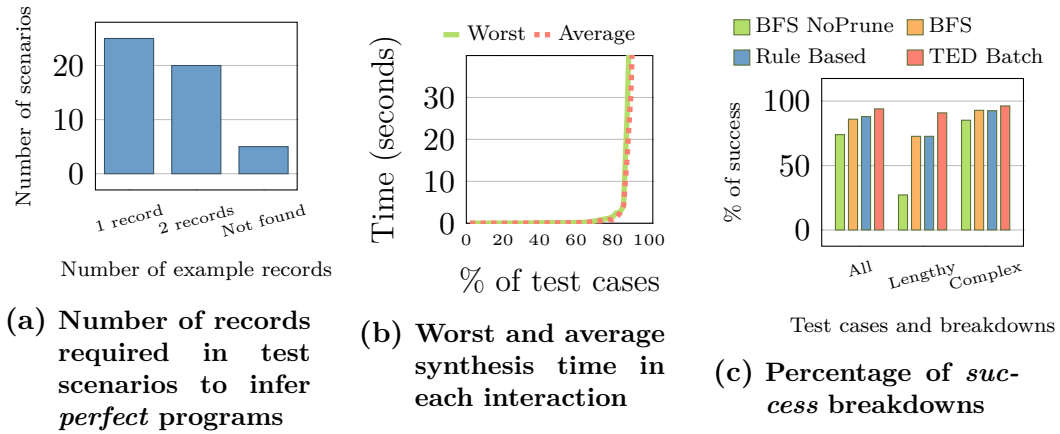 Number of scenarios
20
10
0
1 record
2 records
Not found
Number of example records
(a) Number of records
required in test
scenarios to infer
perfect programs
Worst
Average
Time (seconds)
30
20
10
0
0
20
40
60
80
100
% of test cases
(b) Worst and average
synthesis time in
each interaction
BFS NoPrune
BFS
Rule Based
TED Batch
% of success
100
50
0
All
Lengthy
Complex
Test cases and breakdowns
(c) Percentage of suc-
cess breakdowns